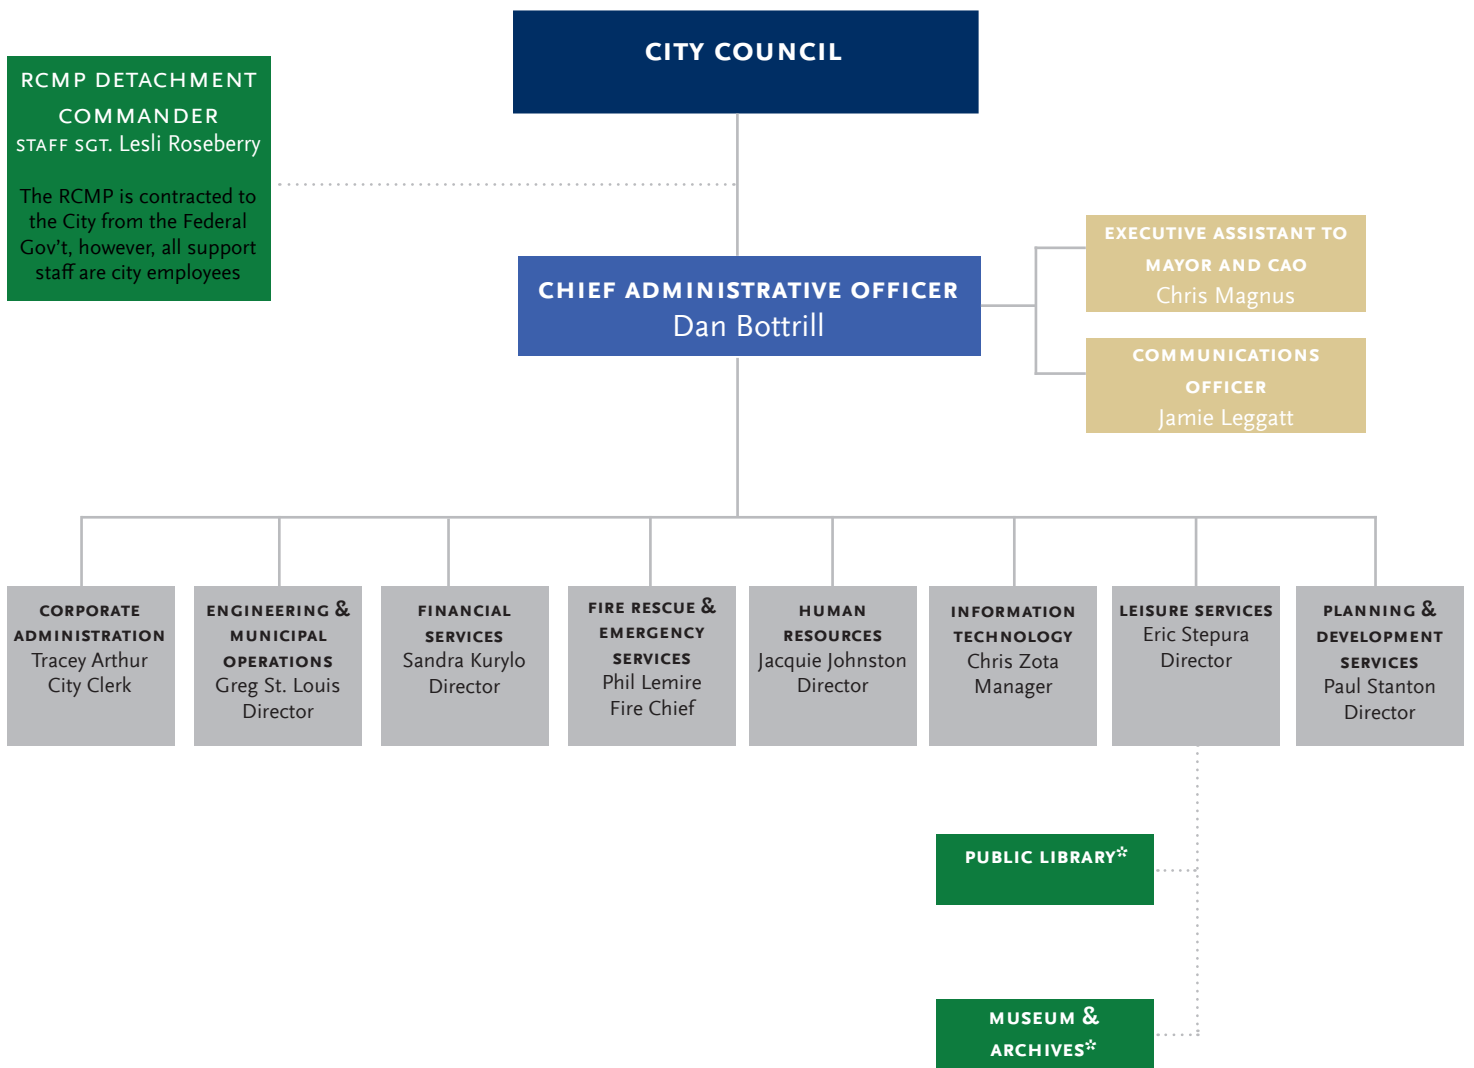 CITY COUNCIL
RCMP DETACHMENT
COMMANDER
STAFF SGT. Lesli Roseberry
The RCMP is contracted to
the City from the Federal
Gov't, however, all support
staff are city employees
EXECUTIVE ASSISTANT TO
MAYOR AND CAO
Chris Magnus
CHIEF ADMINISTRATIVE OFFICER
Dan Bottrill
COMMUNICATIONS
OFFICER
Jamie Leggatt
CORPORATE
ADMINISTRATION
Tracey Arthur
City Clerk
ENGINEERING &
MUNICIPAL
OPERATIONS
Greg St. Louis
Director
FINANCIAL
SERVICES
Sandra Kurylo
Director
FIRE RESCUE &
EMERGENCY
SERVICES
Phil Lemire
Fire Chief
HUMAN
RESOURCES
Jacquie Johnston
Director
INFORMATION
TECHNOLOGY
Chris Zota
Manager
LEISURE SERVICES
Eric Stepura
Director
PLANNING &
DEVELOPMENT
SERVICES
Paul Stanton
Director
PUBLIC LIBRARY*
MUSEUM &
ARCHIVES*